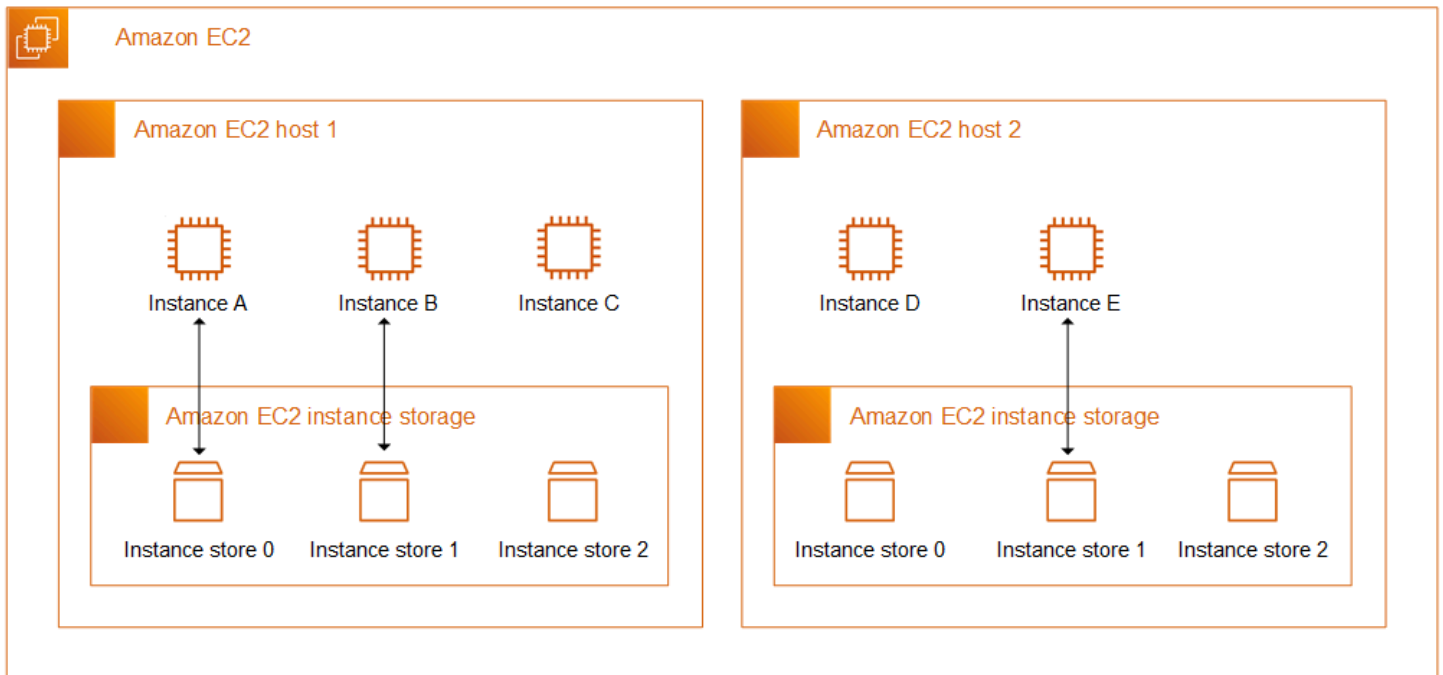 Amazon EC2
Amazon EC2 host 1
Instance A
Instance B
Instance C
Amazon EC2 instance storage
Instance store 0
Instance store 1
Instance store 2
Amazon EC2 host 2
Instance D
Instance E
Amazon EC2 instance storage
Instance store 0
Instance store 1
Instance store 2